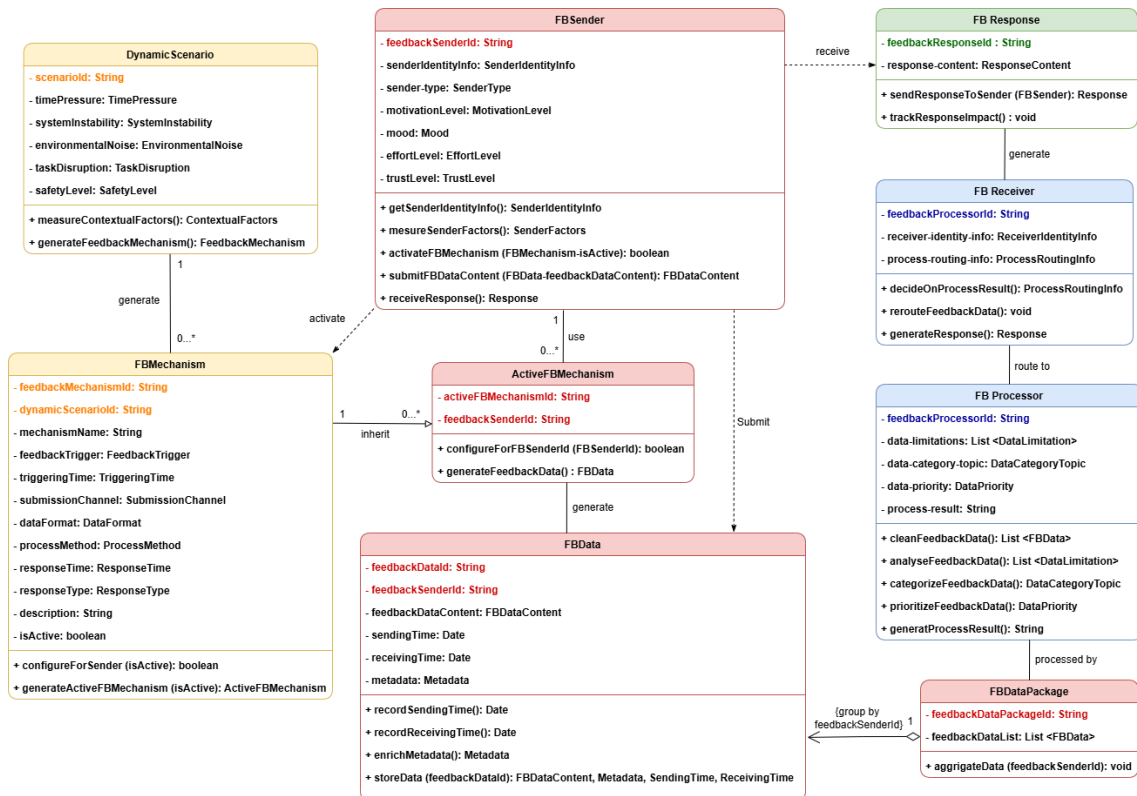 DynamicScenario
- scenarioId: String
- timePressure: TimePressure
- systemInstability: SystemInstability
- environmentalNoise: EnvironmentalNoise
- taskDisruption: TaskDisruption
- safetyLevel: SafetyLevel
+ measureContextualFactors(): ContextualFactors
+ generateFeedbackMechanism(): FeedbackMechanism
1
generate
0...*
FBSender
- feedbackSenderId: String
- senderIdentityInfo: SenderIdentityInfo
- sender-type: SenderType
- motivationLevel: MotivationLevel
- mood: Mood
- effortLevel: EffortLevel
- trustLevel: TrustLevel
+ getSenderIdentityInfo(): SenderIdentityInfo
+ mesureSenderFactors(): SenderFactors
+ activateFBMechanism (FBMechanism-isActive): boolean
+ submitFBDataContent (FBData-feedbackDataContent): FBDataContent
+ receiveResponse(): Response
receive
FB Response
- feedbackResponseId : String
- response-content: ResponseContent
+ sendResponseToSender (FBSender): Response
+ trackResponseImpact() : void
generate
FB Receiver
- feedbackProcessorId: String
- receiver-identity-info: ReceiverIdentityInfo
- process-routing-info: ProcessRoutingInfo
+ decideOnProcessResult(): ProcessRoutingInfo
+ rerouteFeedbackData(): void
+ generateResponse(): Response
route to
activate
1
use
0...*
Submit
FBMechanism
- feedbackMechanismId: String
- dynamicScenarioId: String
- mechanismName: String
- feedbackTrigger: FeedbackTrigger
- triggeringTime: TriggeringTime
- submissionChannel: SubmissionChannel
- dataFormat: DataFormat
- processMethod: ProcessMethod
- responseTime: ResponseTime
- responseType: ResponseType
- description: String
- isActive: boolean
+ configureForSender (isActive): boolean
+ generateActiveFBMechanism (isActive): ActiveFBMechanism
1
0...*
inherit
ActiveFBMechanism
- activeFBMechanismId: String
- feedbackSenderId: String
+ configureForFBSenderId (FBSenderId): boolean
+ generateFeedbackData() : FBData
generate
FBData
- feedbackDataId: String
- feedbackSenderId: String
- feedbackDataContent: FBDataContent
- sendingTime: Date
- receivingTime: Date
- metadata: Metadata
+ recordSendingTime(): Date
+ recordReceivingTime(): Date
+ enrichMetadata(): Metadata
+ storeData (feedbackDataId): FBDataContent, Metadata, SendingTime, ReceivingTime
FB Processor
- feedbackProcessorId: String
- data-limitations: List <DataLimitation>
- data-category-topic: DataCategoryTopic
- data-priority: DataPriority
- process-result: String
+ cleanFeedbackData(): List <FBData>
+ analyseFeedbackData(): List <DataLimitation>
+ categorizeFeedbackData(): DataCategoryTopic
+ prioritizeFeedbackData(): DataPriority
+ generatProcessResult(): String
processed by
{group by
feedbackSenderId}
1
FBDataPackage
- feedbackDataPackageId: String
- feedbackDataList: List <FBData>
+ aggrigateData (feedbackSenderId): void